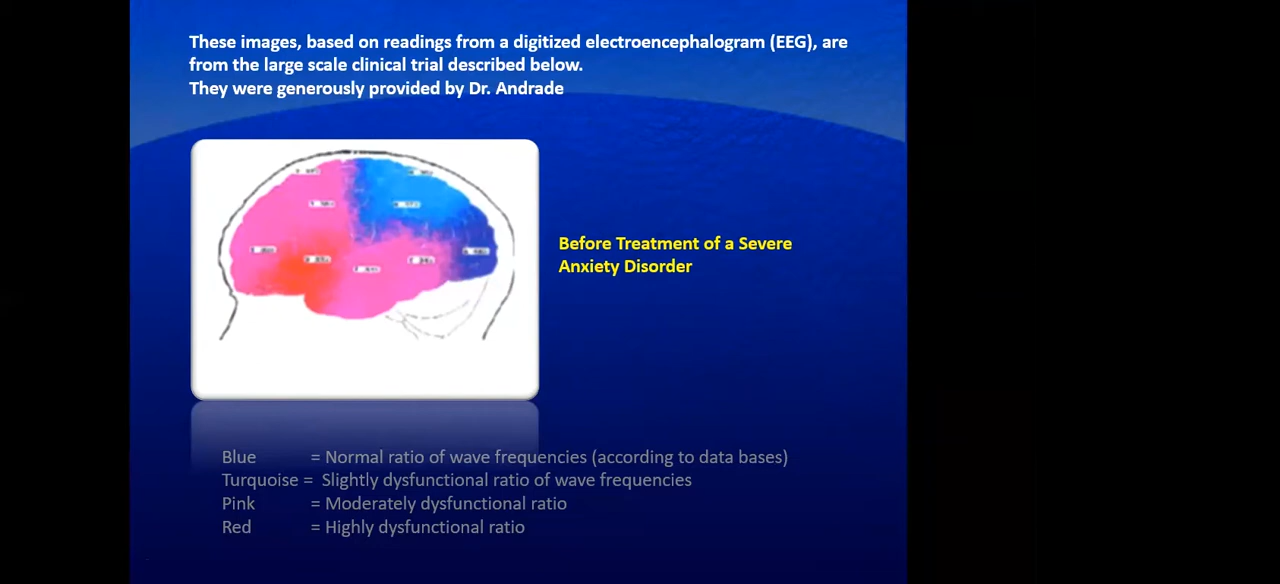 These images, based on readings from a digitized electroencephalogram (EEG), are
from the large scale clinical trial described below.
They were generously provided by Dr. Andrade
Before Treatment of a Severe
Anxiety Disorder
Blue = Normal ratio of wave frequencies (according to data bases)
Turquoise = Slightly dysfunctional ratio of wave frequencies
Pink = Moderately dysfunctional ratio
Red = Highly dysfunctional ratio